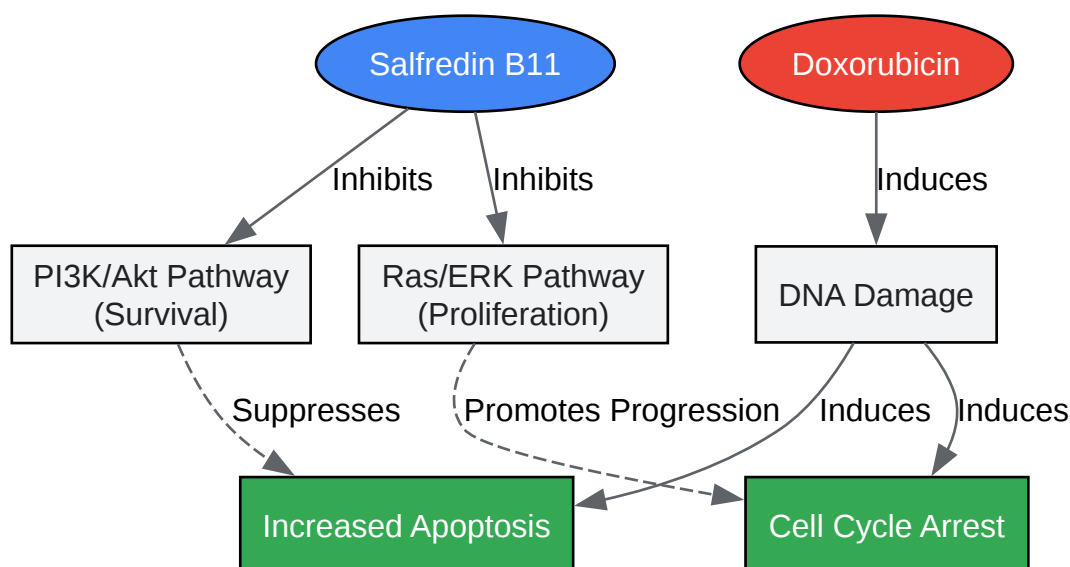 Salfredin B11
Doxorubicin
Inhibits
Inhibits
Induces
PI3K/Akt Pathway
(Survival)
Ras/ERK Pathway
(Proliferation)
DNA Damage
Suppresses
Promotes Progression
Induces
Induces
Increased Apoptosis
Cell Cycle Arrest